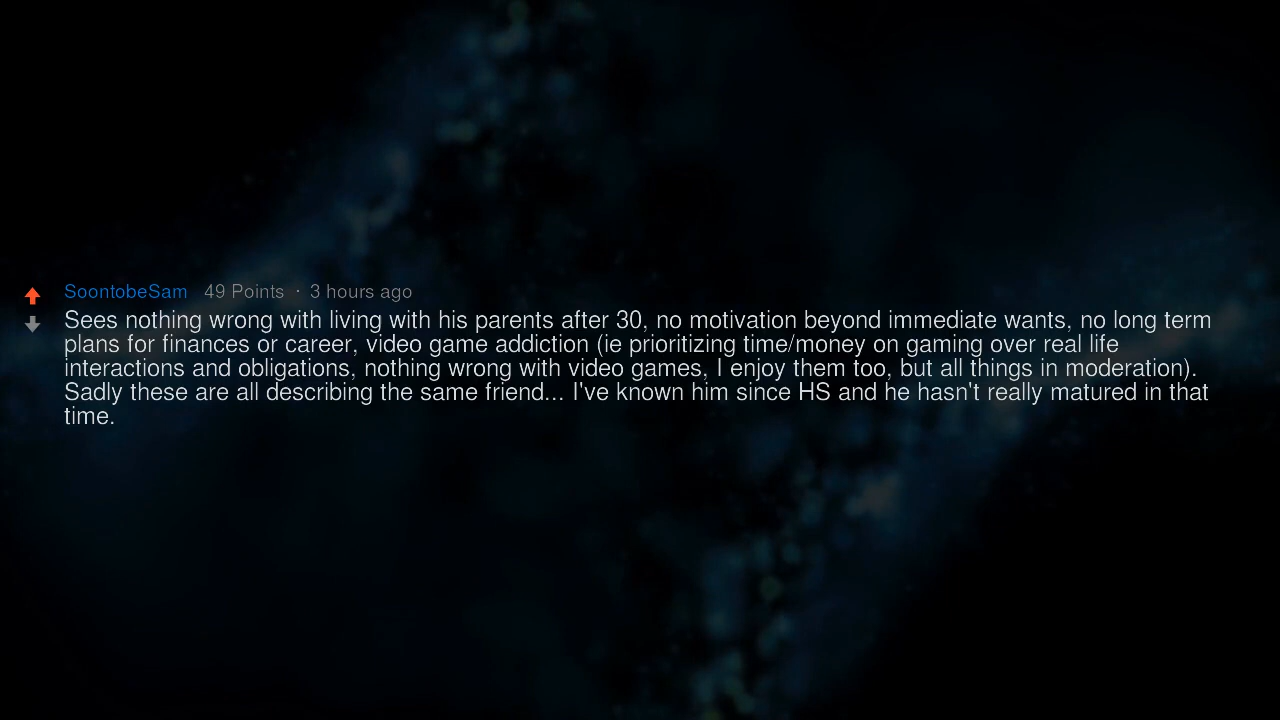 SoontobeSam 49 Points · 3 hours ago
Sees nothing wrong with living with his parents after 30, no motivation beyond immediate wants, no long term
plans for finances or career, video game addiction (ie prioritizing time/money on gaming over real life
interactions and obligations, nothing wrong with video games, I enjoy them too, but all things in moderation).
Sadly these are all describing the same friend... I've known him since HS and he hasn't really matured in that
time.